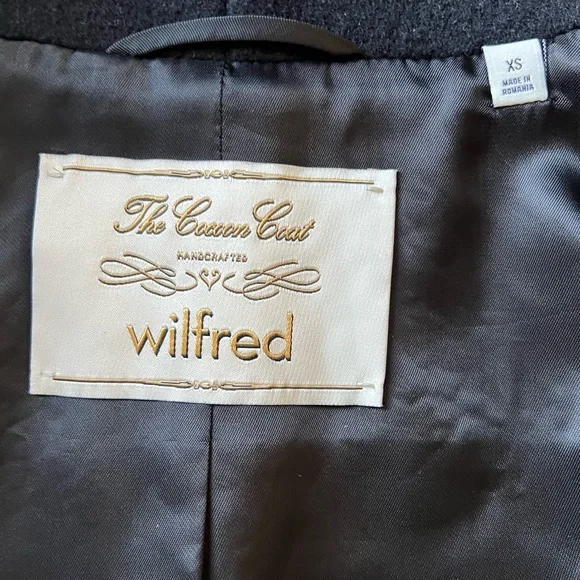 XS
MADE IN
ROMANIA
The Cocoon Coat
HANDCRAFTED
wilfred